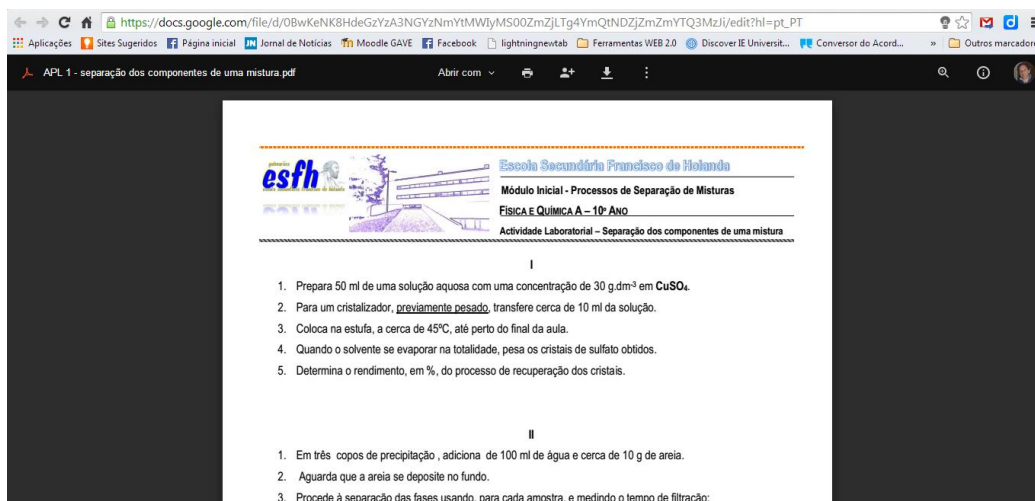 https://docs.google.com/file/d/0BwKeNK8HdeGzYzA3NGYzNmYtMWIyMS00ZmZjLTg4YmQtNDZjZmZmYTQ3MzJi/edit?hl=pt_PT
Aplicações Sites Sugeridos Página inicial JN Jornal de Notícias Moodle GAVE Facebook lightningnewtab Ferramentas WEB 2.0 Discover IE Universit... Conversor do Acord... » Outros marcador
APL 1 - separação dos componentes de uma mistura.pdf Abrir com
esfh
Escola Secundária Francisco de Holanda
Módulo Inicial - Processos de Separação de Misturas
FÍSICA E QUÍMICA A – 10º ANO
Actividade Laboratorial – Separação dos componentes de uma mistura
I
1. Prepara 50 ml de uma solução aquosa com uma concentração de 30 g.dm-3 em CuSO4.
2. Para um cristalizador, previamente pesado, transfere cerca de 10 ml da solução.
3. Coloca na estufa, a cerca de 45ºC, até perto do final da aula.
4. Quando o solvente se evaporar na totalidade, pesa os cristais de sulfato obtidos.
5. Determina o rendimento, em %, do processo de recuperação dos cristais.
II
1. Em três copos de precipitação , adiciona de 100 ml de água e cerca de 10 g de areia.
2. Aguarda que a areia se deposite no fundo.
3. Procede à separação das fases usando, para cada amostra, e medindo o tempo de filtração: